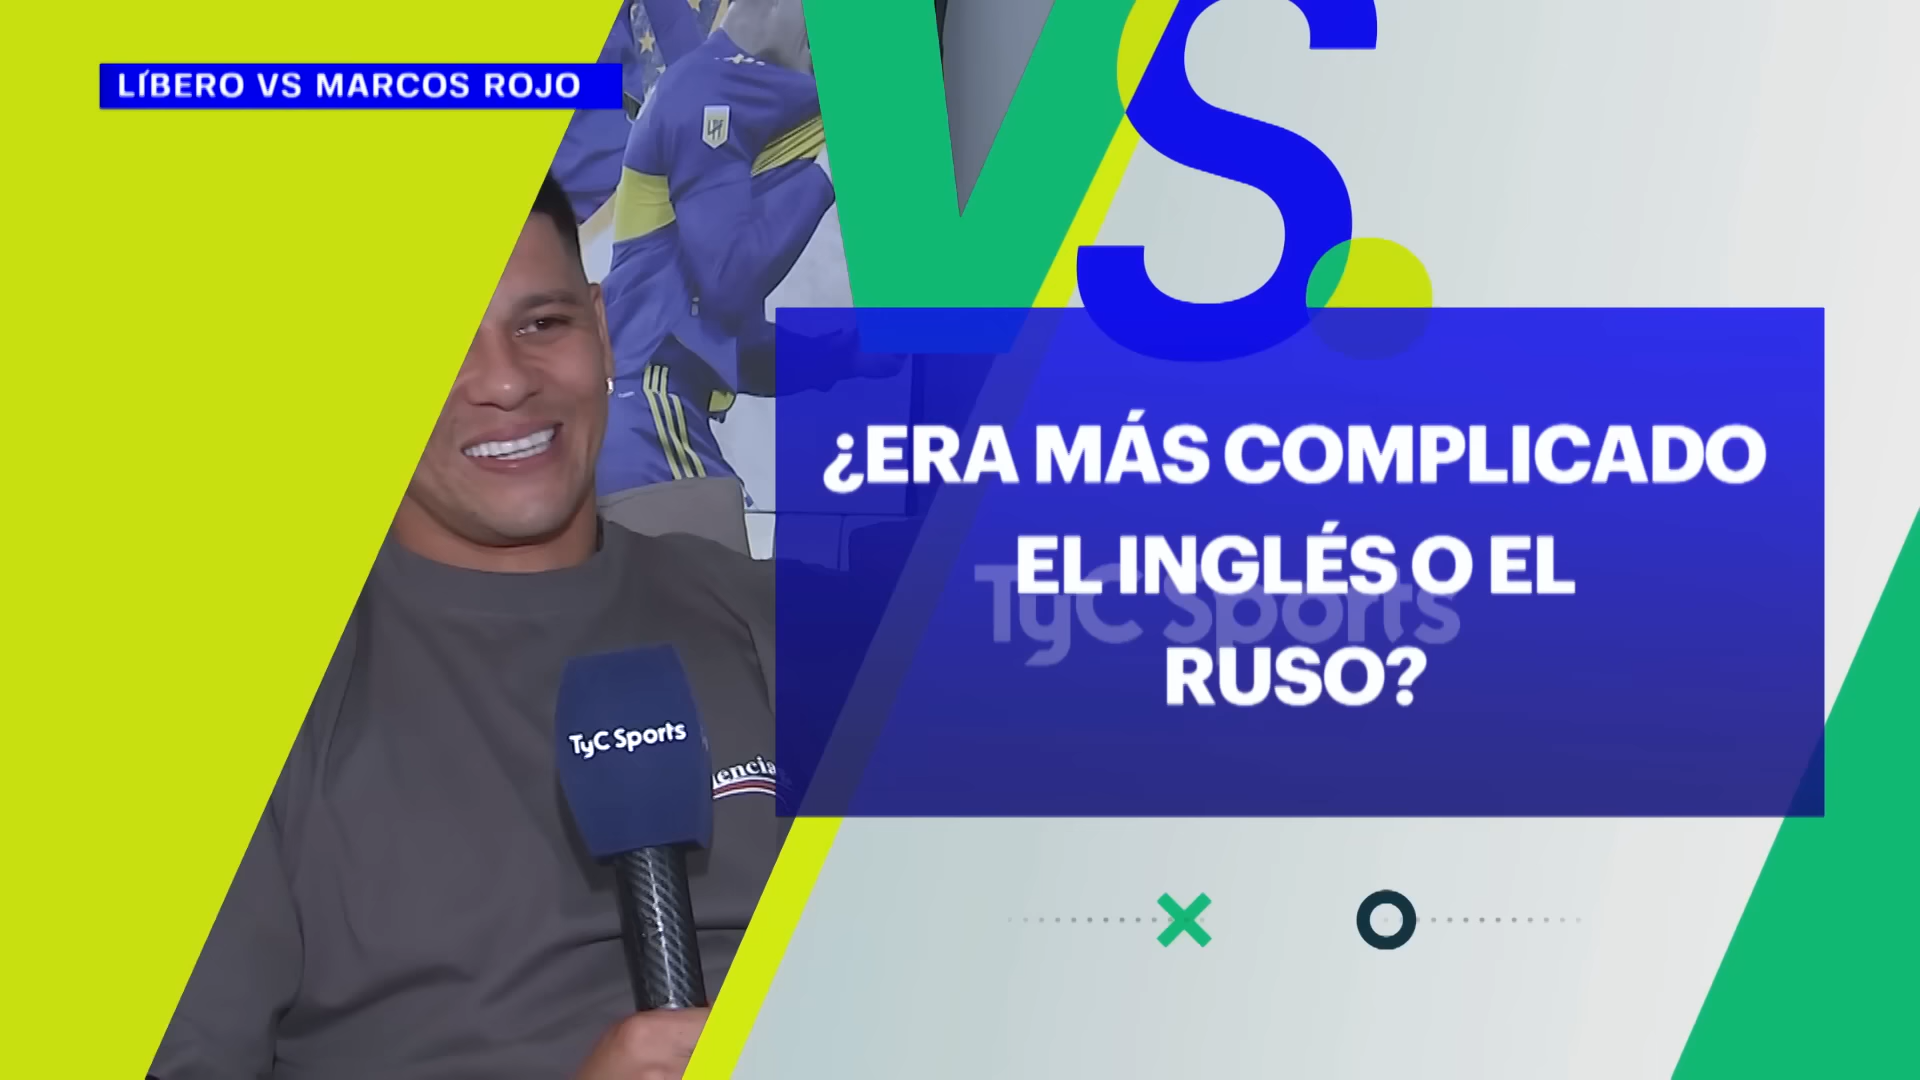 LÍBERO VS MARCOS ROJO
VS.
¿ERA MÁS COMPLICADO
EL INGLÉS O EL
RUSO?
TyC Sports
TyC Sports